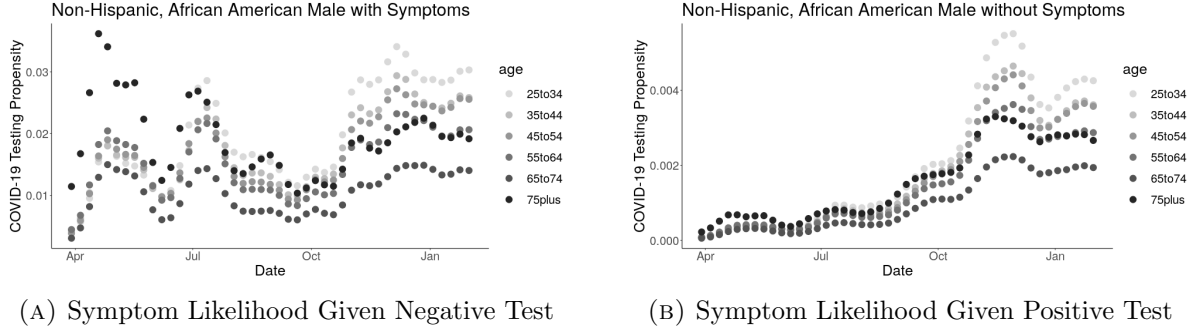 Non-Hispanic, African American Male with Symptoms
COVID-19 Testing Propensity
0.03
0.02
0.01
Apr
Jul
Oct
Jan
Date
age
25to34
35to44
45to54
55to64
65to74
75plus
(A) Symptom Likelihood Given Negative Test
Non-Hispanic, African American Male without Symptoms
COVID-19 Testing Propensity
0.004
0.002
0.000
Apr
Jul
Oct
Jan
Date
age
25to34
35to44
45to54
55to64
65to74
75plus
(B) Symptom Likelihood Given Positive Test